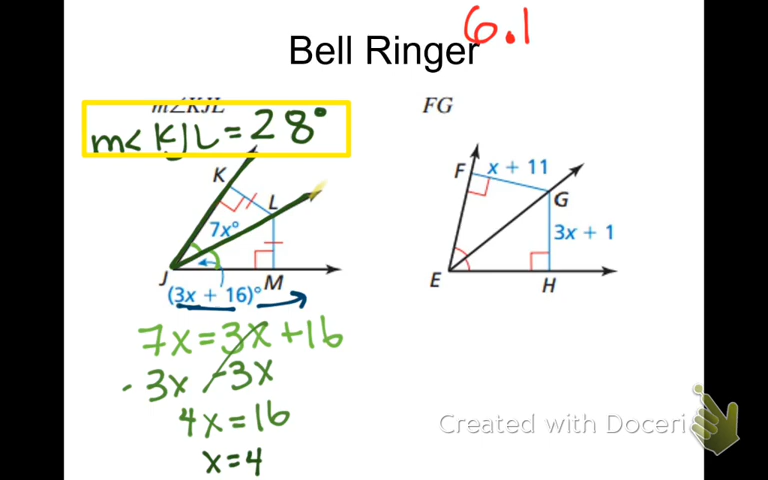 6.1
Bell Ringer
m∠KJL
m< KJL = 28°
K
L
7x°
J
M
(3x + 16)°
7x = 3x + 16
- 3x - 3x
4x = 16
x = 4
FG
F
x + 11
G
3x + 1
E
H
Created with Doceri